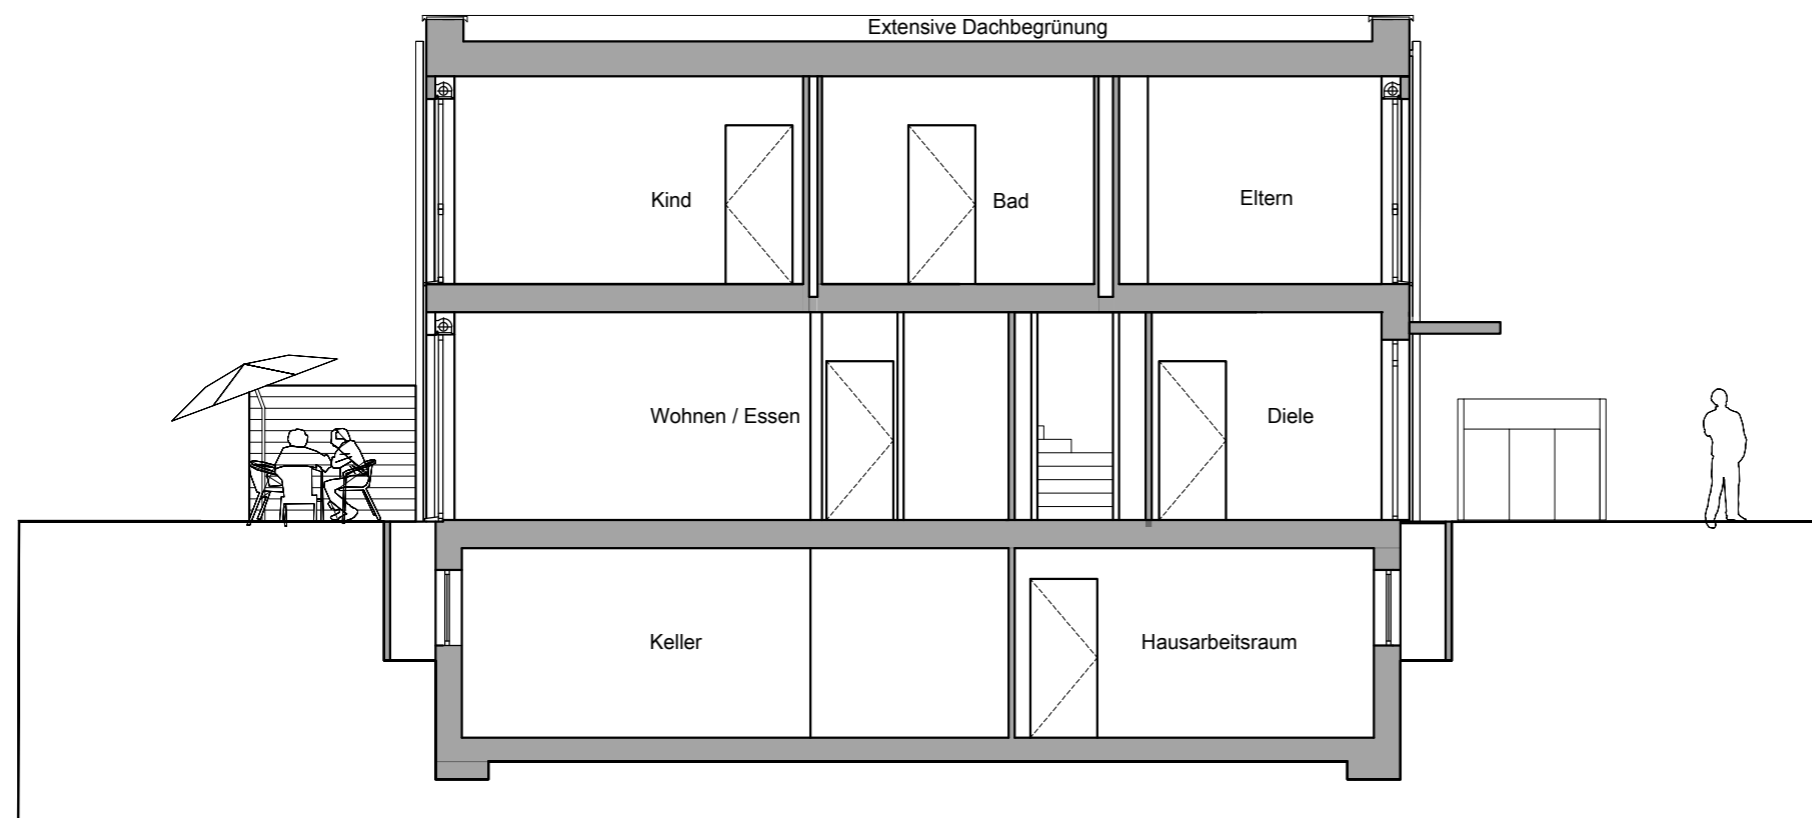 Extensive Dachbegrünung
Kind
Bad
Eltern
Wohnen / Essen
Diele
Keller
Hausarbeitsraum